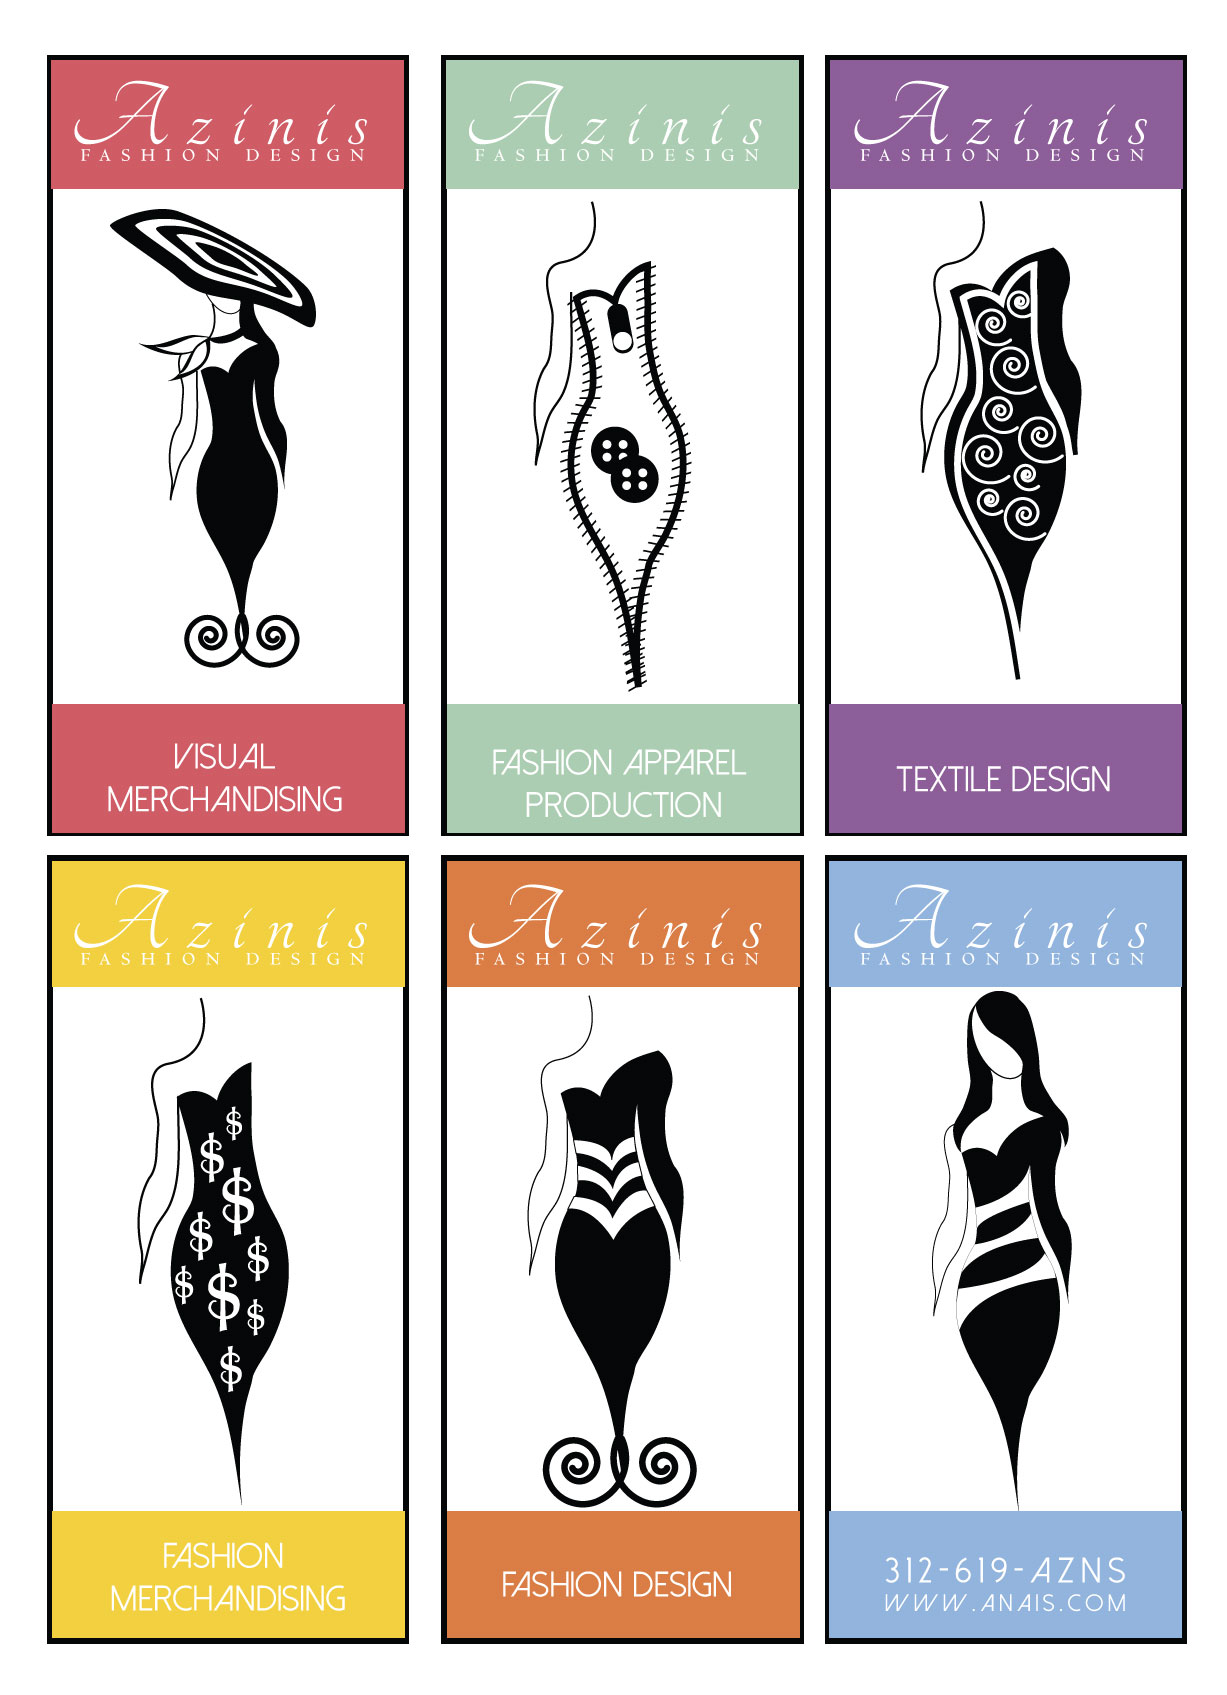 Azinis
FASHION DESIGN
VISUAL
MERCHANDISING
Azinis
FASHION DESIGN
FASHION APPAREL
PRODUCTION
Azinis
FASHION DESIGN
TEXTILE DESIGN
Azinis
FASHION DESIGN
$
$
$
$
$
$
$
$
$
FASHION
MERCHANDISING
Azinis
FASHION DESIGN
FASHION DESIGN
Azinis
FASHION DESIGN
312-619-AZNS
WWW.ANAIS.COM